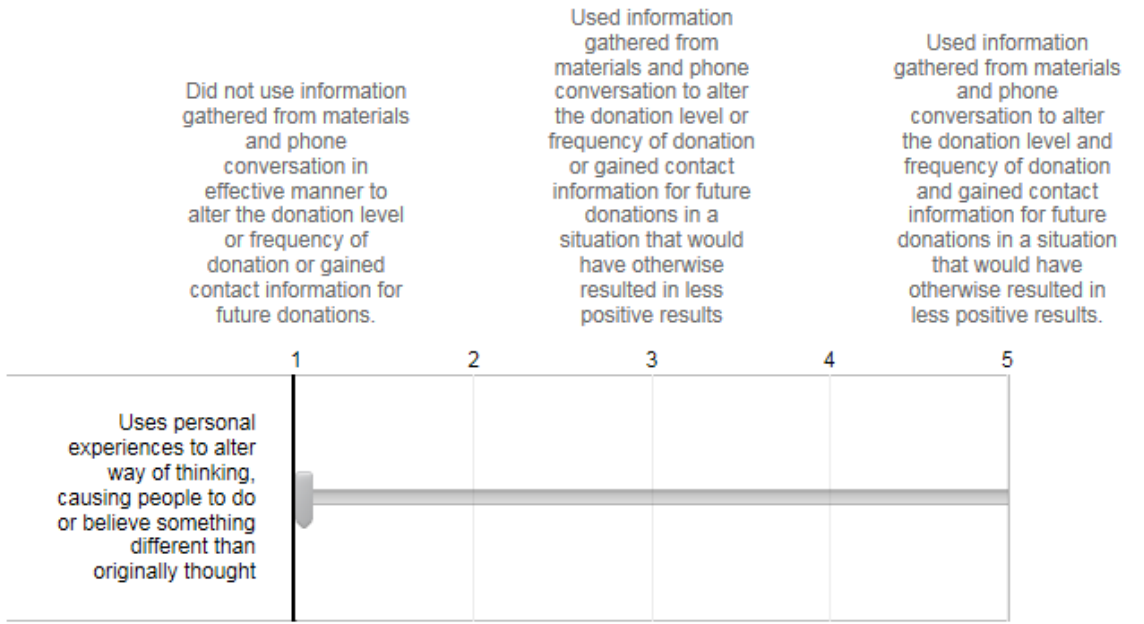 Did not use information
gathered from materials
and phone
conversation in
effective manner to
alter the donation level
or frequency of
donation or gained
contact information for
future donations.
Used information
gathered from
materials and phone
conversation to alter
the donation level or
frequency of donation
or gained contact
information for future
donations in a
situation that would
have otherwise
resulted in less
positive results
Used information
gathered from materials
and phone
conversation to alter
the donation level and
frequency of donation
and gained contact
information for future
donations in a situation
that would have
otherwise resulted in
less positive results.
1 2 3 4 5
Uses personal
experiences to alter
way of thinking,
causing people to do
or believe something
different than
originally thought